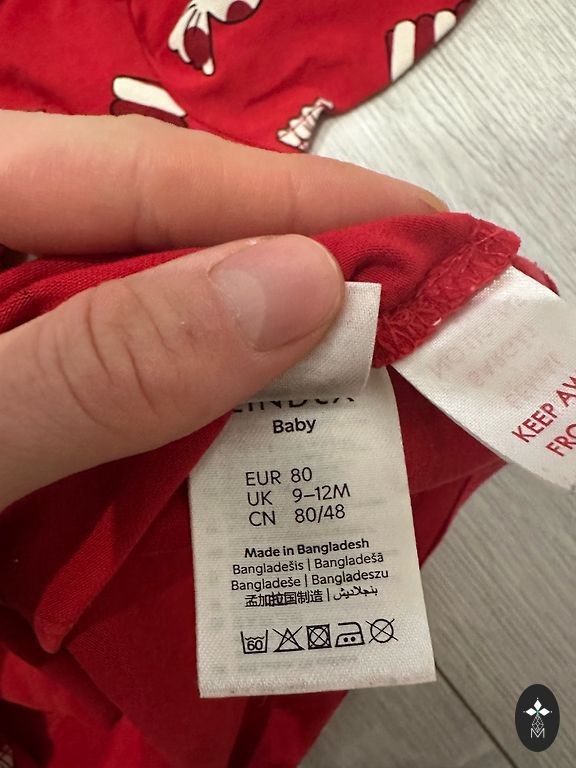 Baby
EUR 80
UK 9–12M
CN 80/48
Made in Bangladesh
Bangladešis | Bangladešā
Bangladeše | Bangladeszu
孟加拉国制造 | بنجلاديش
60
KEEP
FRO
M